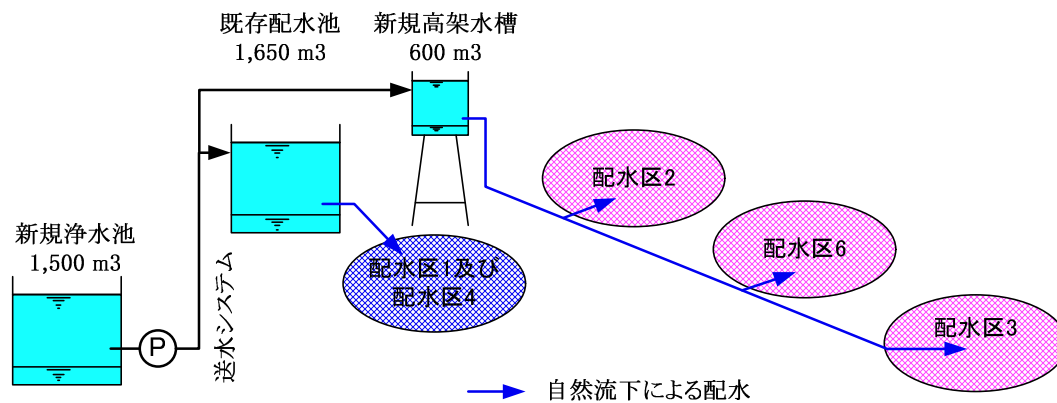 既存配水池
1,650 m3
新規高架水槽
600 m3
配水区2
新規浄水池
1,500 m3
配水区6
配水区1及び
配水区4
送水システム
P
配水区3
自然流下による配水